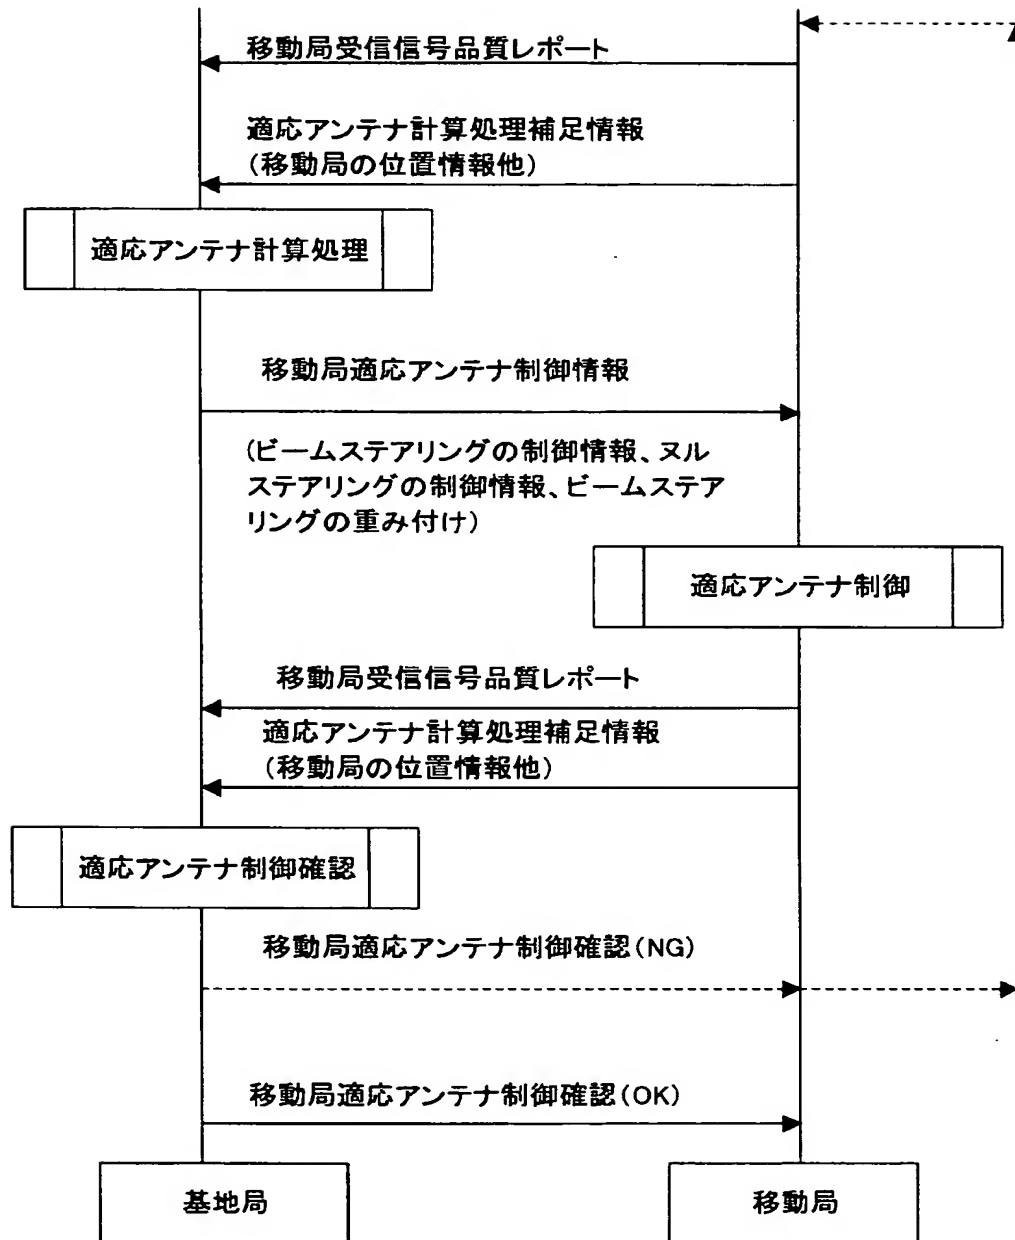 移動局受信信号品質レポート
適応アンテナ計算処理補足情報
(移動局の位置情報他)
適応アンテナ計算処理
移動局適応アンテナ制御情報
(ビームステアリングの制御情報、ヌル
ステアリングの制御情報、ビームステア
リングの重み付け)
適応アンテナ制御
移動局受信信号品質レポート
適応アンテナ計算処理補足情報
(移動局の位置情報他)
適応アンテナ制御確認
移動局適応アンテナ制御確認(NG)
移動局適応アンテナ制御確認(OK)
基地局
移動局